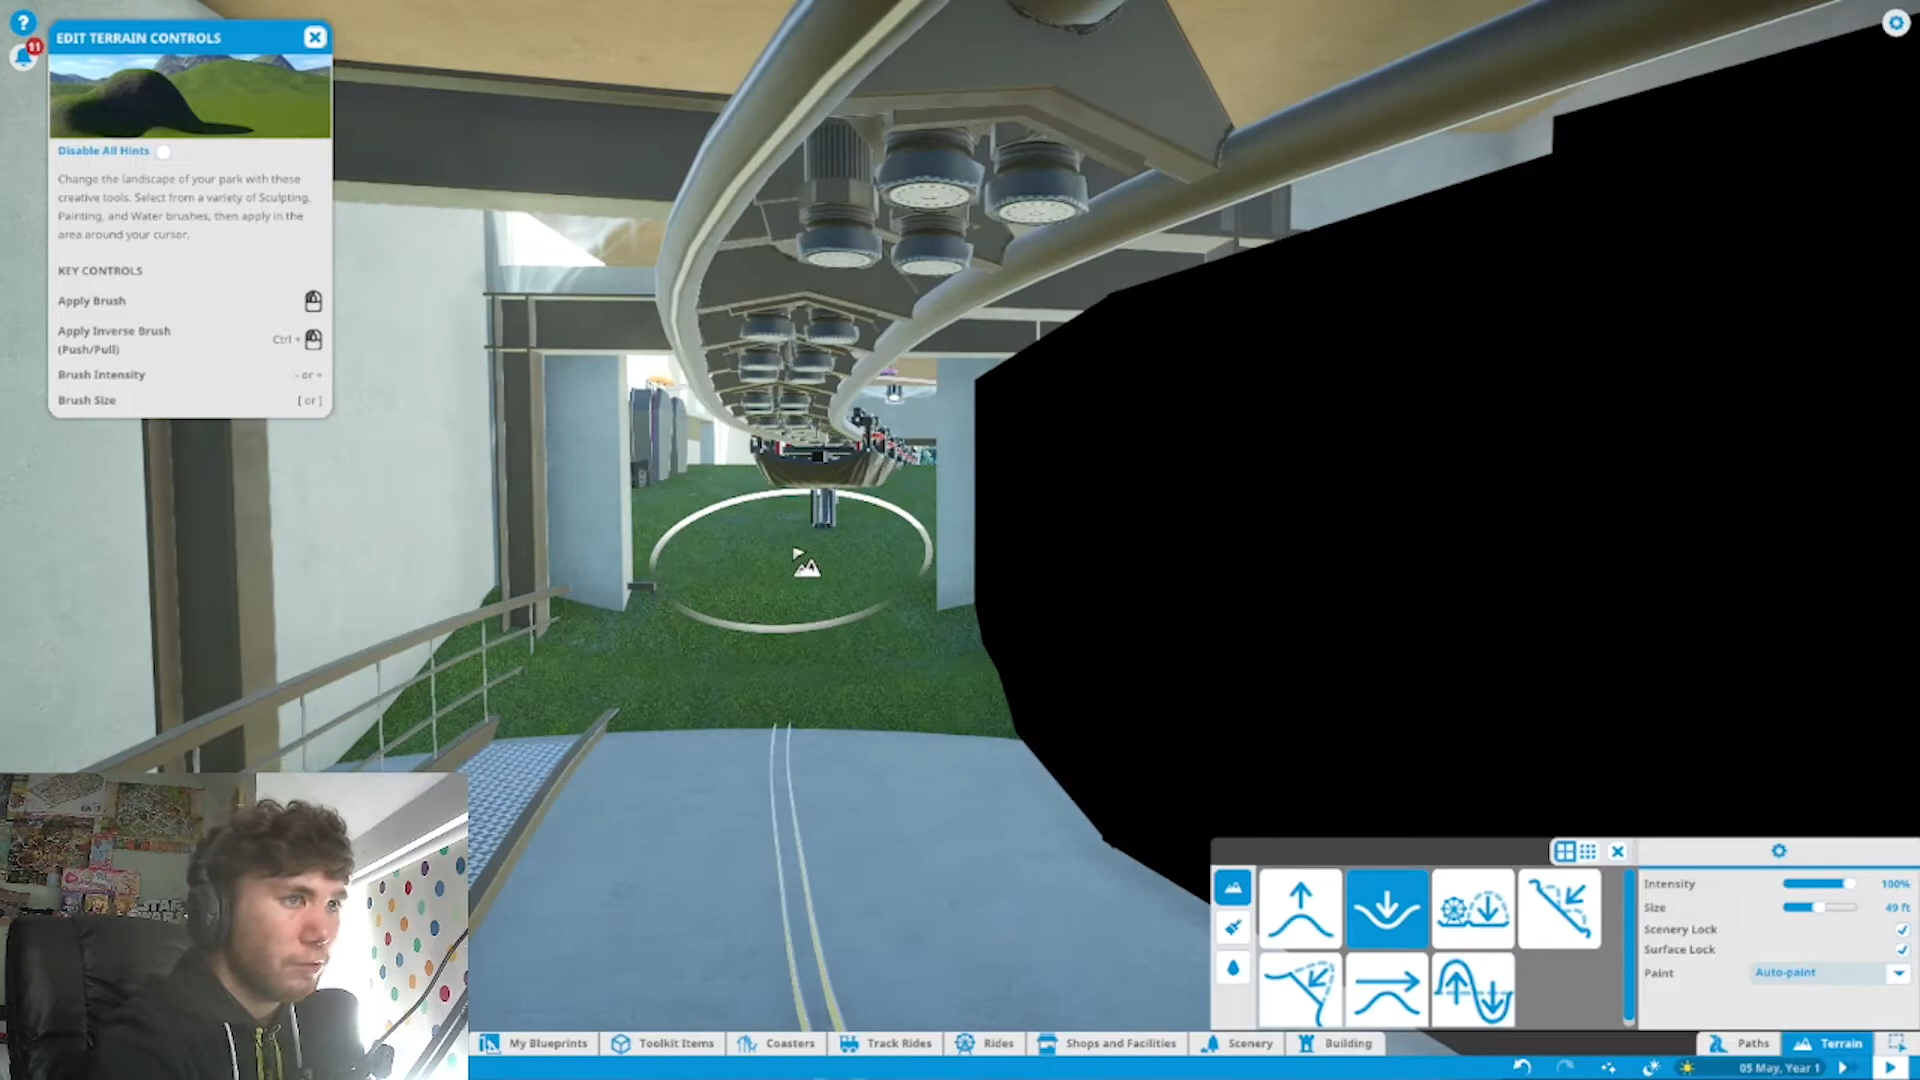 ?
11
EDIT TERRAIN CONTROLS
Disable All Hints
Change the landscape of your park with these
creative tools. Select from a variety of Sculpting,
Painting, and Water brushes, then apply in the
area around your cursor.
KEY CONTROLS
Apply Brush
Apply Inverse Brush
(Push/Pull)
Ctrl +
Brush Intensity
- or =
Brush Size
[ or ]
STAR
WARS
Intensity
100%
Size
49 ft
Scenery Lock
Surface Lock
Paint
Auto-paint
My Blueprints
Toolkit Items
Coasters
Track Rides
Rides
Shops and Facilities
Scenery
Building
Paths
Terrain
05 May, Year 1